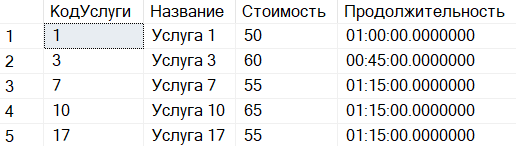 КодУслуги Название Стоимость Продолжительность
1 1 Услуга 1 50 01:00:00.0000000
2 3 Услуга 3 60 00:45:00.0000000
3 7 Услуга 7 55 01:15:00.0000000
4 10 Услуга 10 65 01:15:00.0000000
5 17 Услуга 17 55 01:15:00.0000000